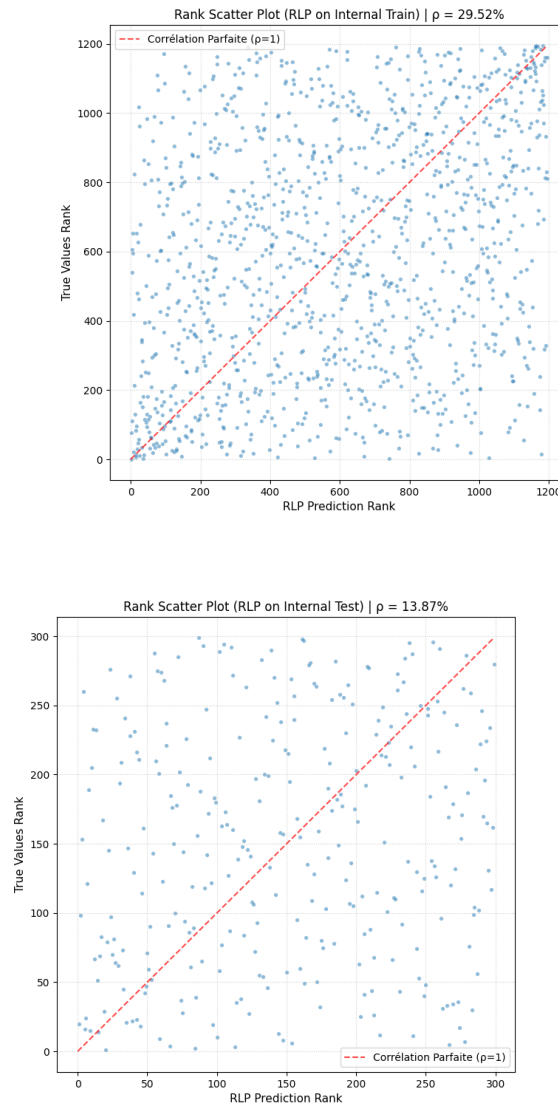 Rank Scatter Plot (RLP on Internal Train) | ρ = 29.52%
Corrélation Parfaite (ρ=1)
1200
1000
800
600
400
200
0
True Values Rank
0 200 400 600 800 1000 1200
RLP Prediction Rank
Rank Scatter Plot (RLP on Internal Test) | ρ = 13.87%
300
250
200
150
100
50
0
True Values Rank
Corrélation Parfaite (ρ=1)
0 50 100 150 200 250 300
RLP Prediction Rank